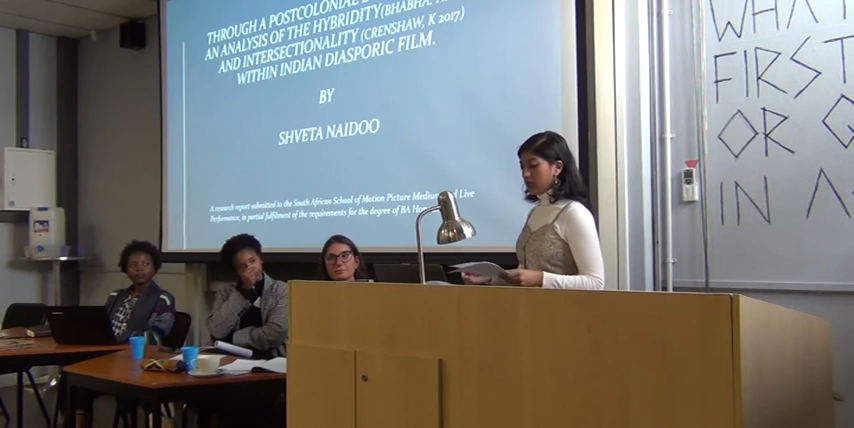 THROUGH A POSTCOLONIAL
AN ANALYSIS OF THE HYBRIDITY(BHABHA.
AND INTERSECTIONALITY (CRENSHAW, K 2017)
WITHIN INDIAN DIASPORIC FILM.
BY
SHVETA NAIDOO
A research report submitted to the South African School of Motion Picture Medium and Live
Performance, in partial fulfilment of the requirements for the degree of BA
WHAT
FIRST
OR
IN